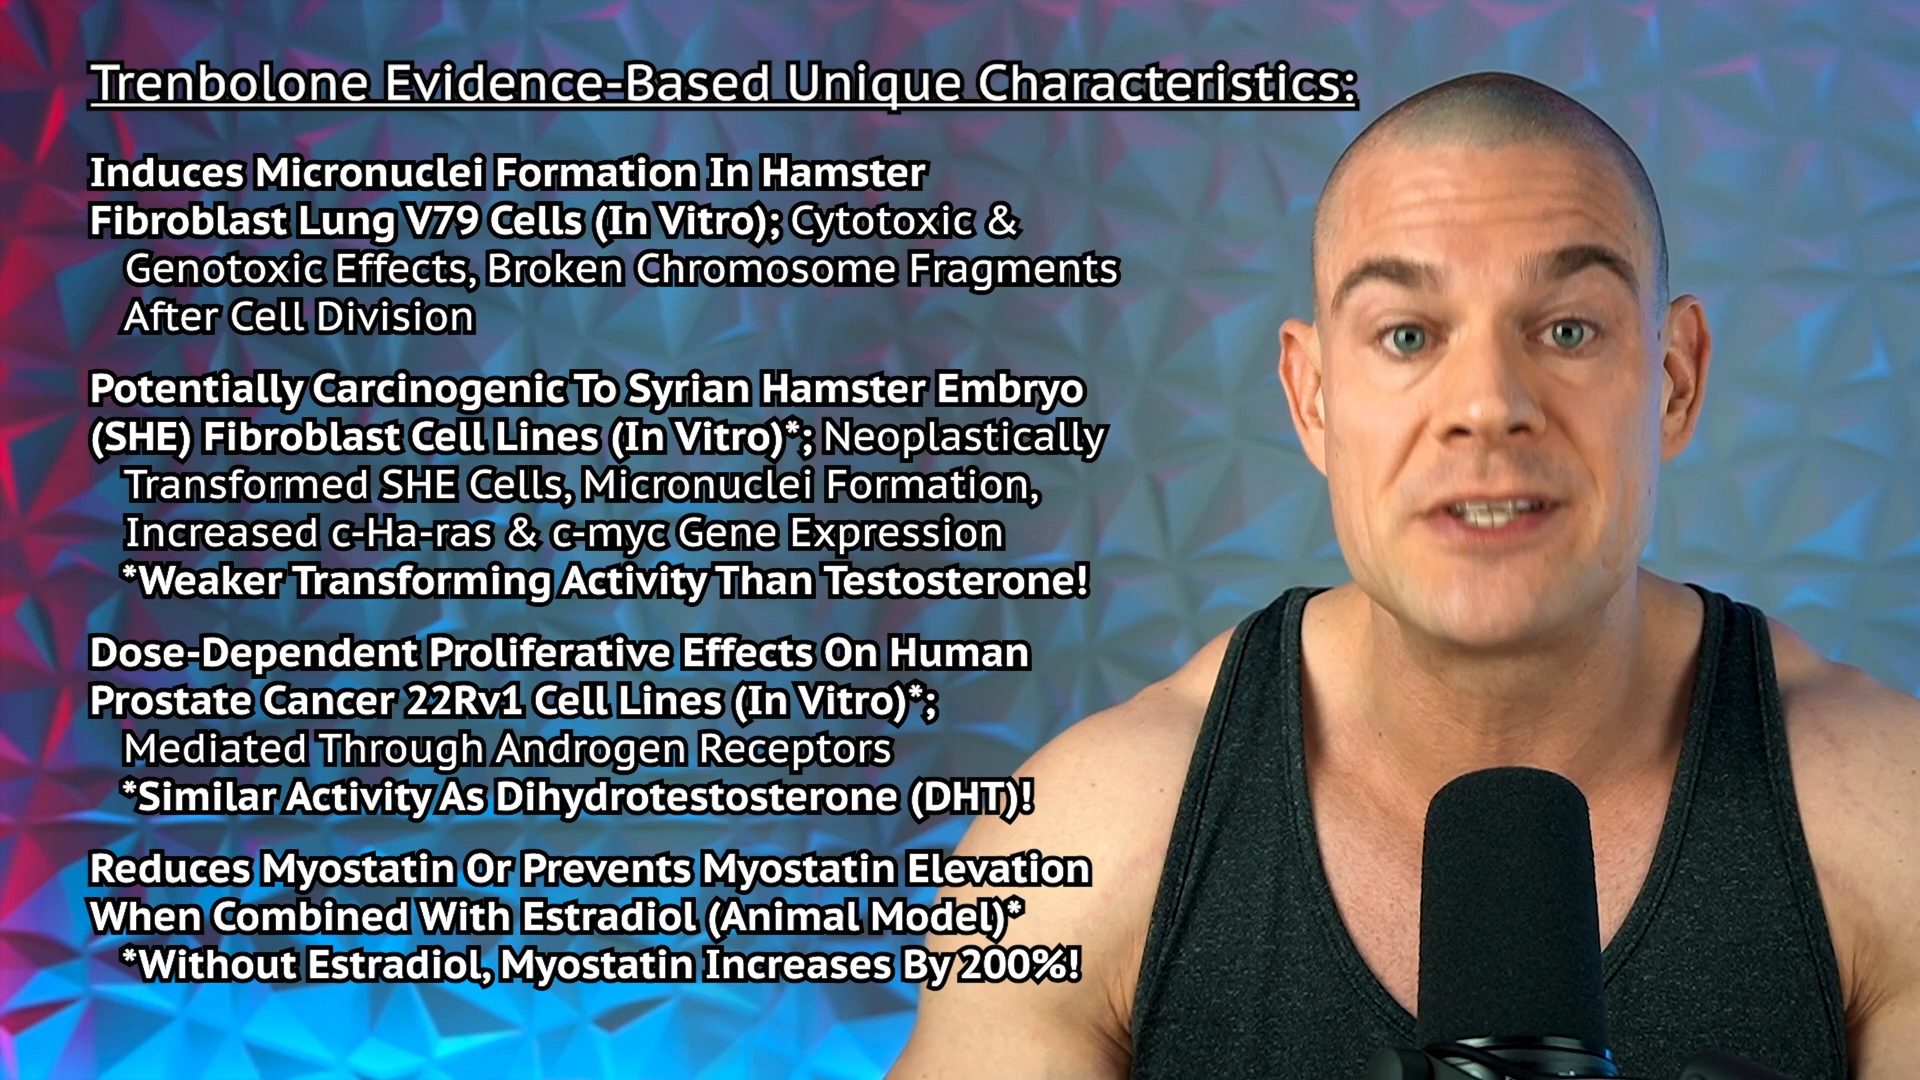 Trenbolone Evidence-Based Unique Characteristics:
Induces Micronuclei Formation In Hamster
Fibroblast Lung V79 Cells (In Vitro); Cytotoxic &
Genotoxic Effects, Broken Chromosome Fragments
After Cell Division
Potentially Carcinogenic To Syrian Hamster Embryo
(SHE) Fibroblast Cell Lines (In Vitro)*; Neoplastically
Transformed SHE Cells, Micronuclei Formation,
Increased c-Ha-ras & c-myc Gene Expression
*Weaker Transforming Activity Than Testosterone!
Dose-Dependent Proliferative Effects On Human
Prostate Cancer 22Rv1 Cell Lines (In Vitro)*;
Mediated Through Androgen Receptors
*Similar Activity As Dihydrotestosterone (DHT)!
Reduces Myostatin Or Prevents Myostatin Elevation
When Combined With Estradiol (Animal Model)*
*Without Estradiol, Myostatin Increases By 200%!